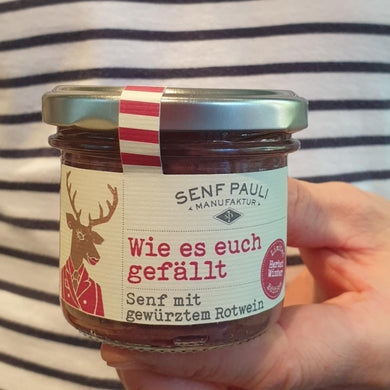 SENF PAULI
MANUFAKTUR
Wie es euch
gefällt
Senf mit
gewürztem Rotwein
Herbst
Winter